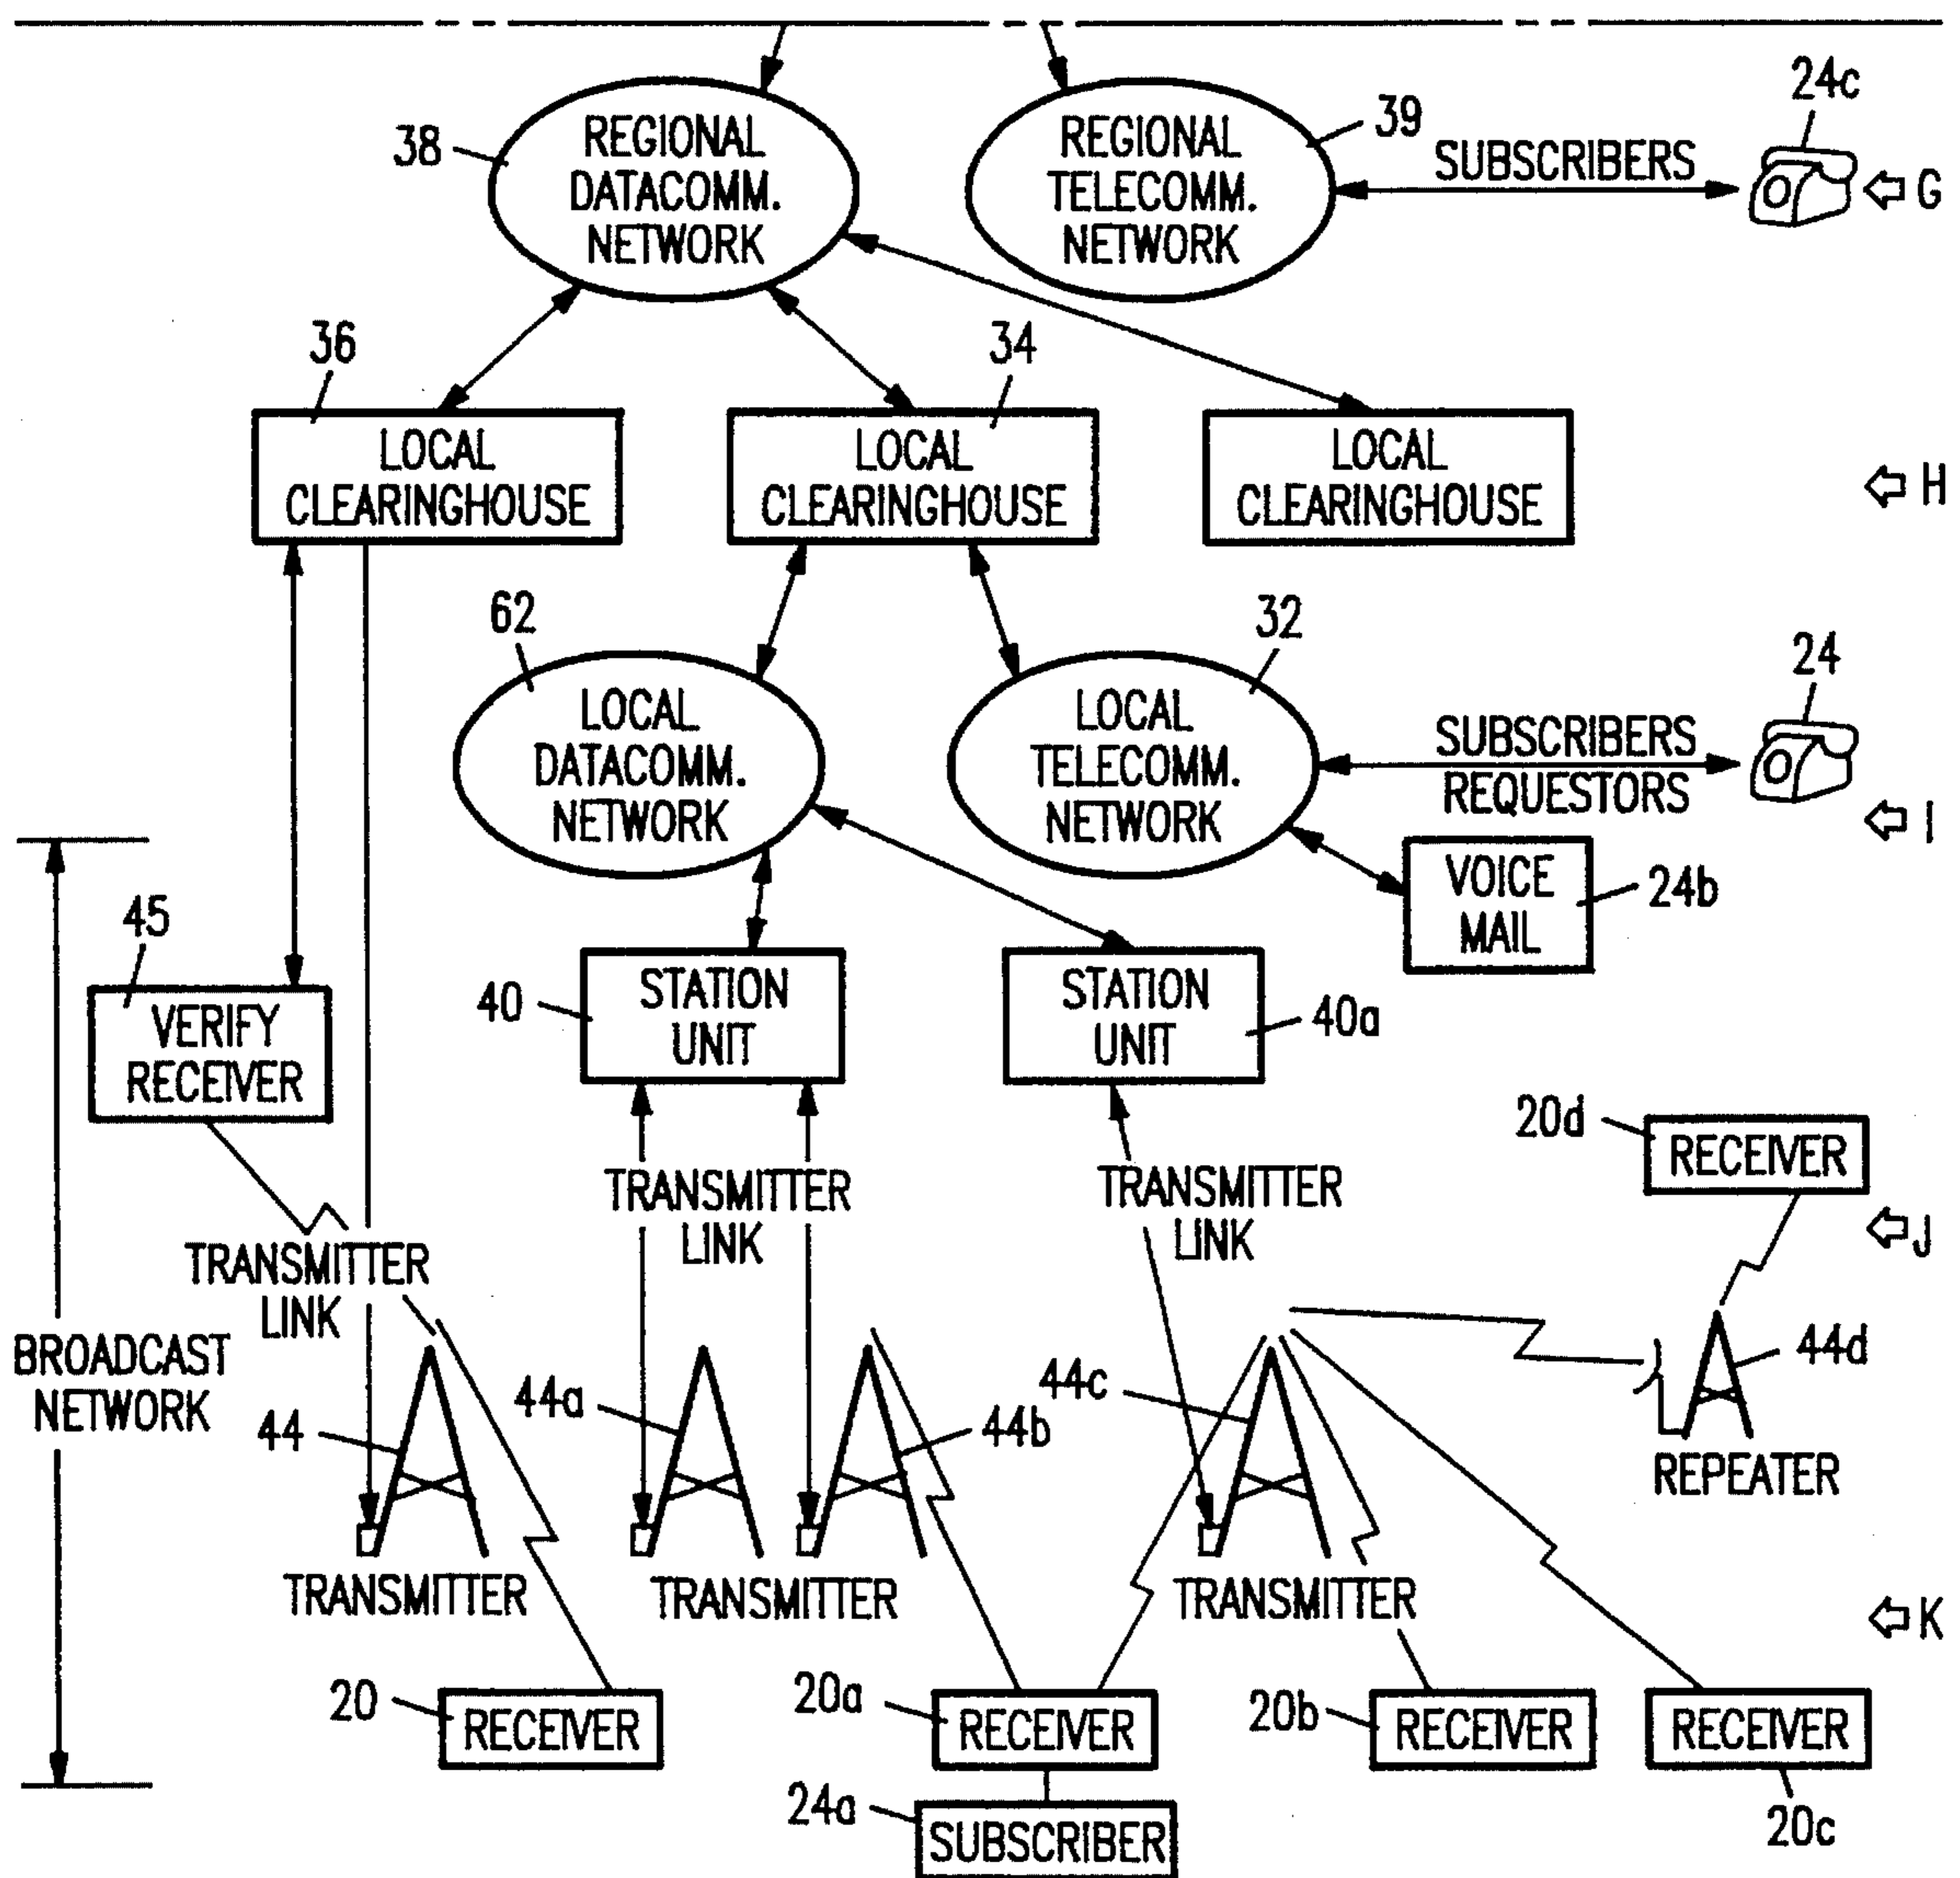 24c
38
REGIONAL
DATACOMM.
NETWORK
REGIONAL
TELECOMM.
NETWORK
39
SUBSCRIBERS
G
36
34
LOCAL
CLEARINGHOUSE
LOCAL
CLEARINGHOUSE
LOCAL
CLEARINGHOUSE
H
62
32
24
LOCAL
DATACOMM.
NETWORK
LOCAL
TELECOMM.
NETWORK
SUBSCRIBERS
REQUESTORS
I
VOICE
MAIL
24b
45
VERIFY
RECEIVER
40
STATION
UNIT
STATION
UNIT
40a
20d
RECEIVER
J
TRANSMITTER
LINK
TRANSMITTER
LINK
TRANSMITTER
LINK
BROADCAST
NETWORK
44
44a
44b
44c
44d
REPEATER
TRANSMITTER
TRANSMITTER
TRANSMITTER
K
20
RECEIVER
20a
RECEIVER
20b
RECEIVER
RECEIVER
20c
24a
SUBSCRIBER